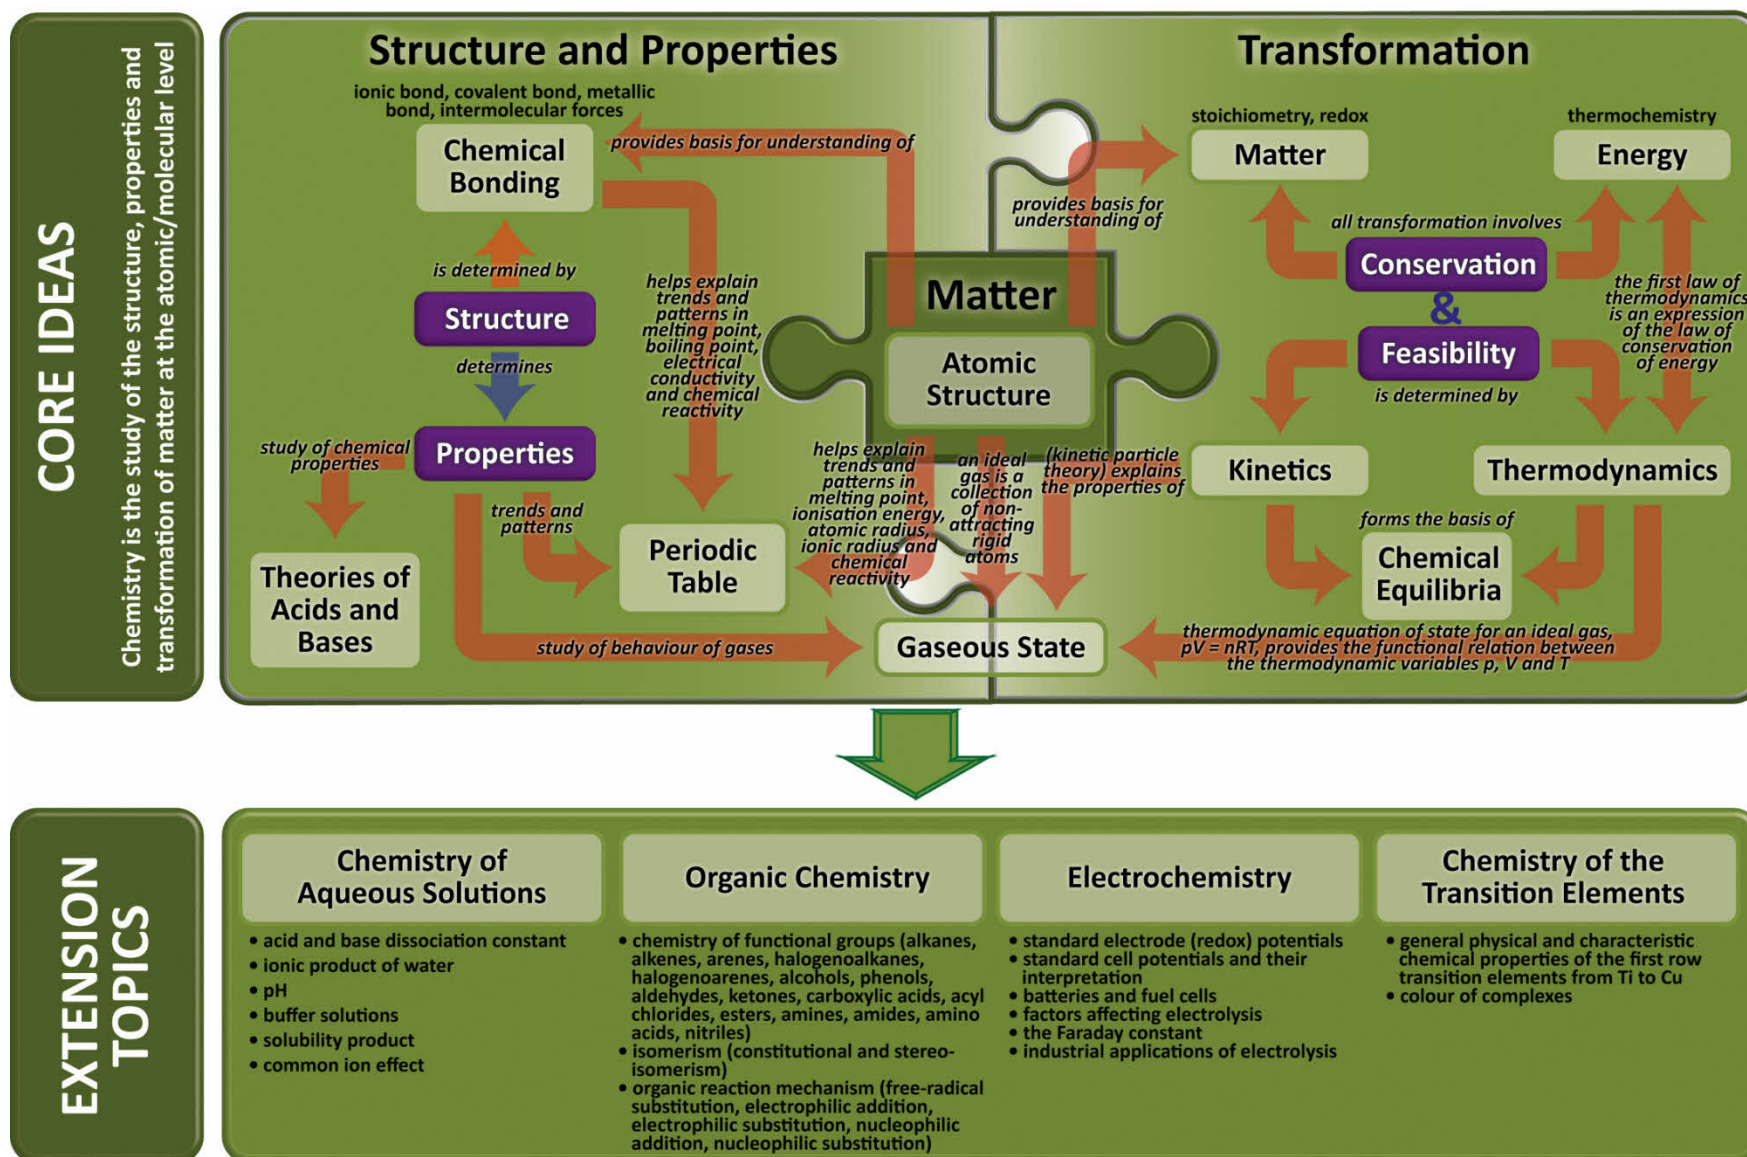 CORE IDEAS
Chemistry is the study of the structure, properties and
transformation of matter at the atomic/molecular level
Structure and Properties
ionic bond, covalent bond, metallic
bond, intermolecular forces
Chemical
Bonding
provides basis for understanding of
is determined by
Structure
determines
Properties
helps explain
trends and
patterns in
melting point,
boiling point,
electrical
conductivity
and chemical
reactivity
study of chemical
properties
trends and
patterns
Theories of
Acids and
Bases
Periodic
Table
study of behaviour of gases
Matter
Atomic
Structure
helps explain
trends and
patterns in
melting point,
ionisation energy,
atomic radius,
ionic radius and
chemical
reactivity
an ideal
gas is a
collection
of non-
attracting
rigid
atoms
(kinetic particle
theory) explains
the properties of
Gaseous State
Transformation
stoichiometry, redox
Matter
thermochemistry
Energy
provides basis for
understanding of
all transformation involves
Conservation
&
Feasibility
is determined by
the first law of
thermodynamics
is an expression
of the law of
conservation
of energy
Kinetics
Thermodynamics
forms the basis of
Chemical
Equilibria
thermodynamic equation of state for an ideal gas,
pV = nRT, provides the functional relation between
the thermodynamic variables p, V and T
EXTENSION
TOPICS
Chemistry of
Aqueous Solutions
• acid and base dissociation constant
• ionic product of water
• pH
• buffer solutions
• solubility product
• common ion effect
Organic Chemistry
• chemistry of functional groups (alkanes,
alkenes, arenes, halogenoalkanes,
halogenoarenes, alcohols, phenols,
aldehydes, ketones, carboxylic acids, acyl
chlorides, esters, amines, amides, amino
acids, nitriles)
• isomerism (constitutional and stereo-
isomerism)
• organic reaction mechanism (free-radical
substitution, electrophilic addition,
electrophilic substitution, nucleophilic
addition, nucleophilic substitution)
Electrochemistry
• standard electrode (redox) potentials
• standard cell potentials and their
interpretation
• batteries and fuel cells
• factors affecting electrolysis
• the Faraday constant
• industrial applications of electrolysis
Chemistry of the
Transition Elements
• general physical and characteristic
chemical properties of the first row
transition elements from Ti to Cu
• colour of complexes